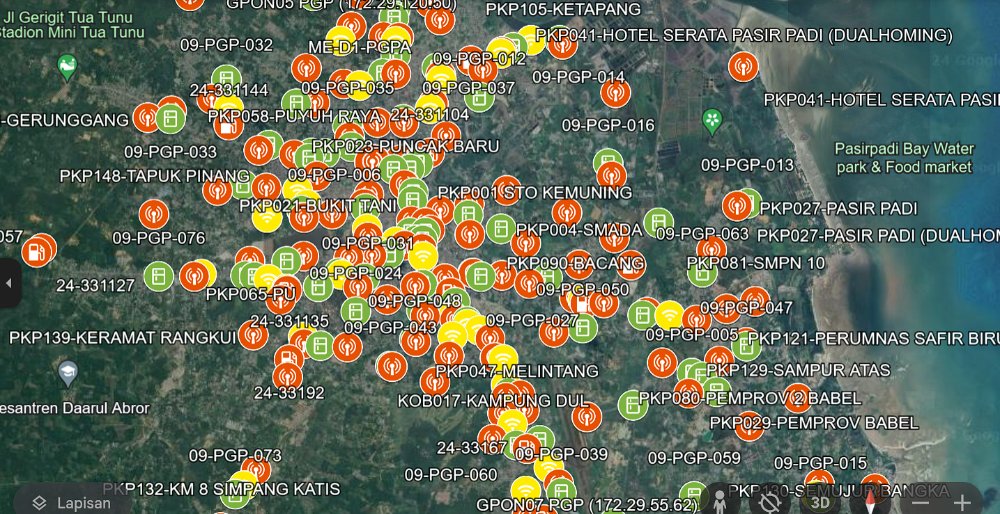 GPON05 PGP (172.29.120.50)
PKP105-KETAPANG
Jl Gerigit Tua Tunu
Stadion Mini Tua Tunu
PKP041-HOTEL SERATA PASIR PADI (DUALHOMING)
09-PGP-032
ME-D1-PGPA
09-PGP-012
09-PGP-014
24-331144
09-PGP-035
09-PGP-037
PKP041-HOTEL SERATA PASI
-GERUNGGANG
PKP058-PUYUH RAYA
24-331104
09-PGP-016
09-PGP-033
PKP023-PUNCAK BARU
Pasirpadi Bay Water
park & Food market
09-PGP-013
PKP148-TAPUK PINANG
09-PGP-006
PKP001 STO KEMUNING
PKP021-BUKIT TANI
PKP027-PASIR PADI
057
09-PGP-076
09-PGP-031
PKP004-SMADA
09-PGP-063
PKP027-PASIR PADI (DUALHOM
09-PGP-024
PKP090-BACANG
PKP081-SMPN 10
24-331127
PKP065-PU
09-PGP-050
09-PGP-048
09-PGP-047
24-331135
09-PGP-043
09-PGP-027
PKP139-KERAMAT RANGKUI
09-PGP-005
PKP121-PERUMNAS SAFIR BIRU
PKP047-MELINTANG
PKP129-SAMPUR ATAS
24-33192
KOB017-KAMPUNG DUL
PKP080-PEMPROV 2 BABEL
esantren Daarul Abror
PKP029-PEMPROV BABEL
24-33167
09-PGP-073
09-PGP-039
09-PGP-059
09-PGP-015
09-PGP-060
PKP132-KM 8 SIMPANG KATIS
PKP130-SEMUJUR BANGKA
Lapisan
GPON07 PGP (172.29.55.62)
3D